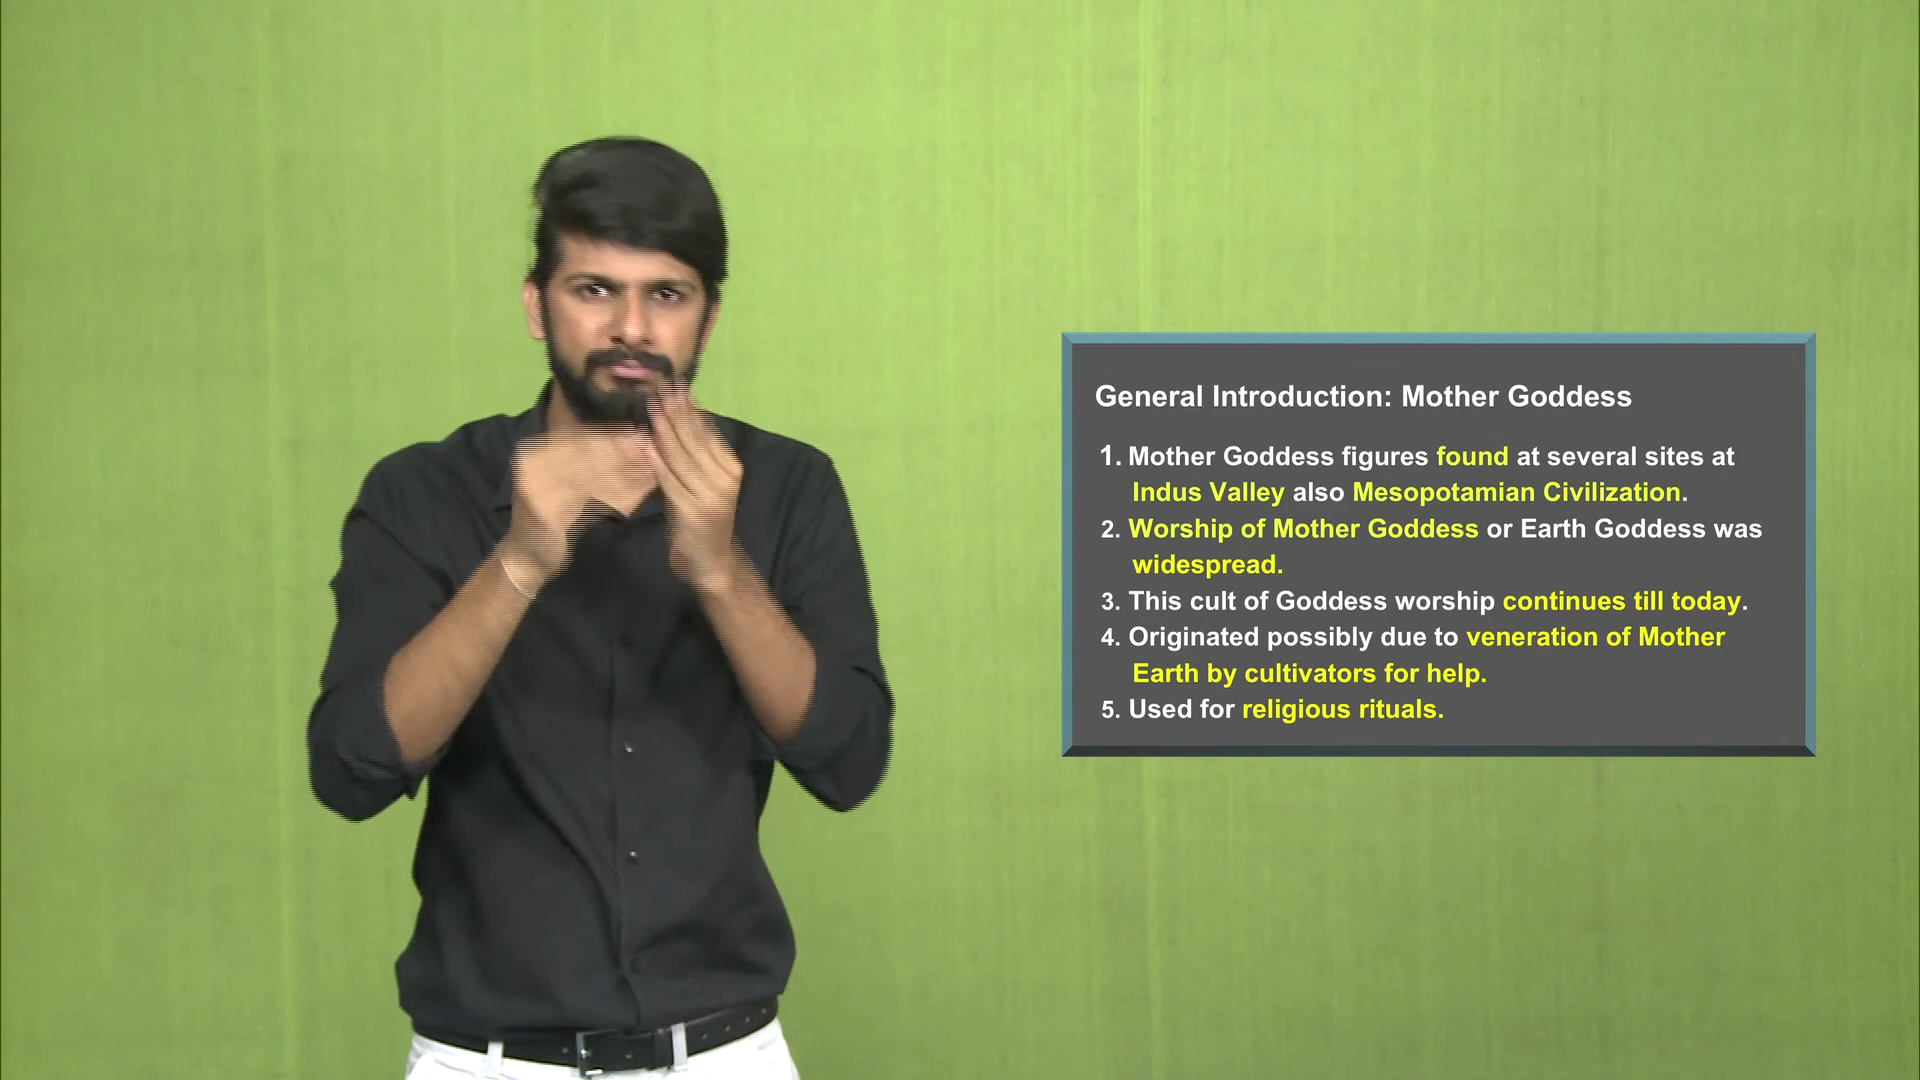 General Introduction: Mother Goddess
1. Mother Goddess figures found at several sites at
Indus Valley also Mesopotamian Civilization.
2. Worship of Mother Goddess or Earth Goddess was
widespread.
3. This cult of Goddess worship continues till today.
4. Originated possibly due to veneration of Mother
Earth by cultivators for help.
5. Used for religious rituals.